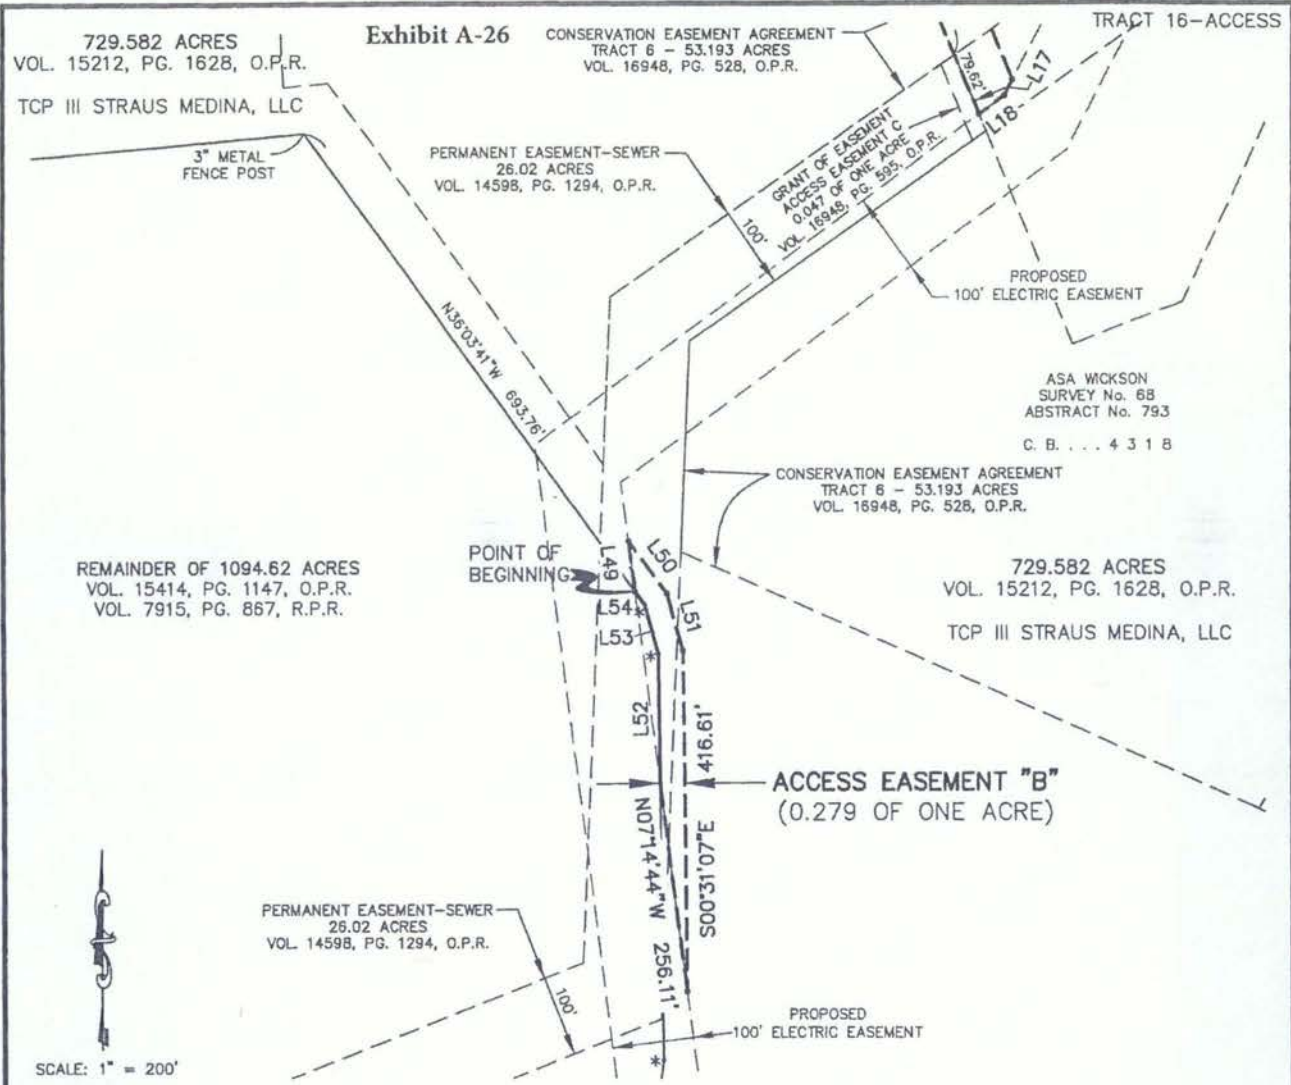 729.582 ACRES
VOL. 15212, PG. 1628, O.P.R.
TCP III STRAUS MEDINA, LLC
Exhibit A-26
CONSERVATION EASEMENT AGREEMENT
TRACT 6 - 53.193 ACRES
VOL. 16948, PG. 528, O.P.R.
TRACT 16-ACCESS
79.62'
L17
L18
3" METAL
FENCE POST
PERMANENT EASEMENT-SEWER
26.02 ACRES
VOL. 14598, PG. 1294, O.P.R.
100'
GRANT OF EASEMENT
ACCESS EASEMENT C
0.047 OF ONE ACRE
VOL. 16948, PG. 595, O.P.R.
PROPOSED
100' ELECTRIC EASEMENT
N36°03'41"W 693.76'
ASA WICKSON
SURVEY No. 68
ABSTRACT No. 793
C. B. . . . 4 3 1 8
CONSERVATION EASEMENT AGREEMENT
TRACT 6 - 53.193 ACRES
VOL. 16948, PG. 528, O.P.R.
REMAINDER OF 1094.62 ACRES
VOL. 15414, PG. 1147, O.P.R.
VOL. 7915, PG. 867, R.P.R.
POINT OF
BEGINNING
L49
L50
L54
*
L53
*
L51
L52
729.582 ACRES
VOL. 15212, PG. 1628, O.P.R.
TCP III STRAUS MEDINA, LLC
S00°31'07"E 416.61'
ACCESS EASEMENT "B"
(0.279 OF ONE ACRE)
N07°14'44"W 256.11'
PERMANENT EASEMENT-SEWER
26.02 ACRES
VOL. 14598, PG. 1294, O.P.R.
100'
PROPOSED
100' ELECTRIC EASEMENT
*
SCALE: 1" = 200'